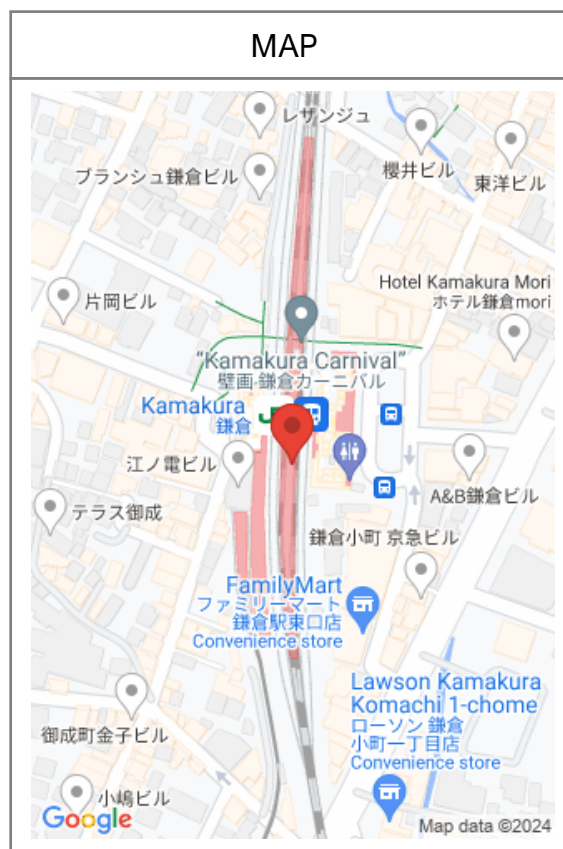 MAP
レザンジュ
ブランシュ鎌倉ビル
櫻井ビル
東洋ビル
片岡ビル
Hotel Kamakura Mori
ホテル鎌倉mori
“Kamakura Carnival”
壁画 鎌倉カーニバル
Kamakura
鎌倉
江ノ電ビル
テラス御成
A&B鎌倉ビル
鎌倉小町 京急ビル
FamilyMart
ファミリーマート
鎌倉駅東口店
Convenience store
Lawson Kamakura
Komachi 1-chome
ローソン 鎌倉
小町一丁目店
Convenience store
御成町金子ビル
小嶋ビル
Google
Map data ©2024